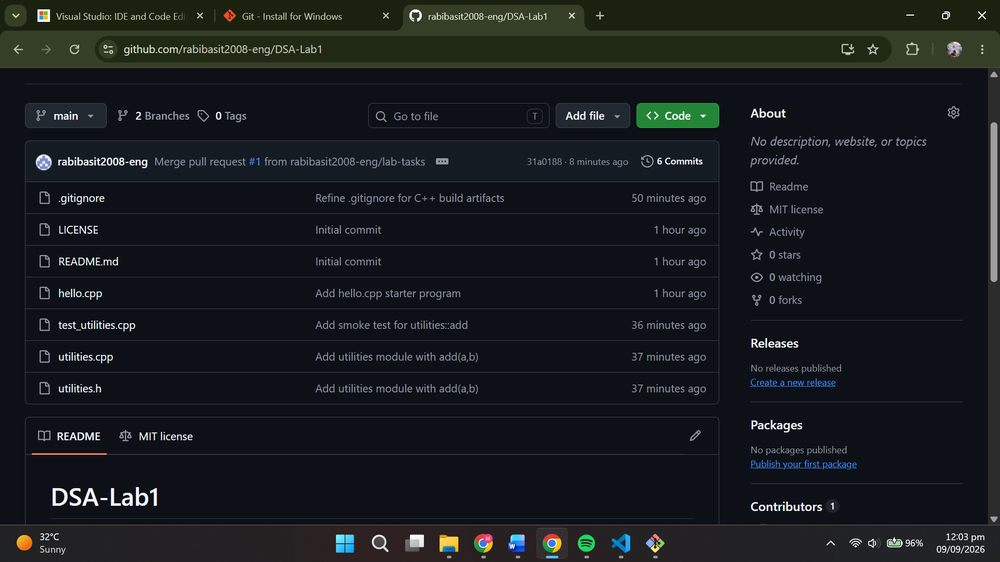 Visual Studio: IDE and Code Edi
Git - Install for Windows
rabibasit2008-eng/DSA-Lab1
github.com/rabibasit2008-eng/DSA-Lab1
main
2 Branches
0 Tags
Go to file
T
Add file
Code
rabibasit2008-eng Merge pull request #1 from rabibasit2008-eng/lab-tasks
31a0188 · 8 minutes ago
6 Commits
.gitignore Refine .gitignore for C++ build artifacts 50 minutes ago
LICENSE Initial commit 1 hour ago
README.md Initial commit 1 hour ago
hello.cpp Add hello.cpp starter program 1 hour ago
test_utilities.cpp Add smoke test for utilities::add 36 minutes ago
utilities.cpp Add utilities module with add(a,b) 37 minutes ago
utilities.h Add utilities module with add(a,b) 37 minutes ago
README
MIT license
DSA-Lab1
About
No description, website, or topics
provided.
Readme
MIT license
Activity
0 stars
0 watching
0 forks
Releases
No releases published
Create a new release
Packages
No packages published
Publish your first package
Contributors 1
32°C
Sunny
M
W
96%
12:03 pm
09/09/2026